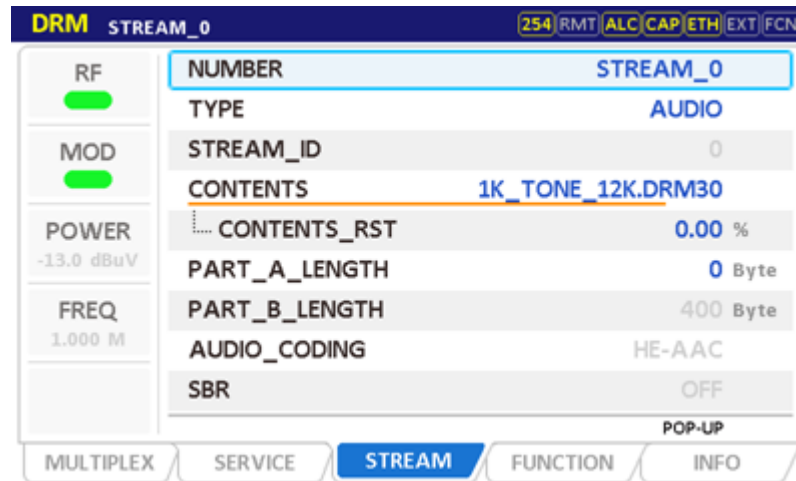 DRM STREAM_0 254 RMT ALC CAP ETH EXT FCN
RF
MOD
POWER
-13.0 dBuV
FREQ
1.000 M
NUMBER STREAM_0
TYPE AUDIO
STREAM_ID 0
CONTENTS 1K_TONE_12K.DRM30
CONTENTS_RST 0.00 %
PART_A_LENGTH 0 Byte
PART_B_LENGTH 400 Byte
AUDIO_CODING HE-AAC
SBR OFF
POP-UP
MULTIPLEX SERVICE STREAM FUNCTION INFO